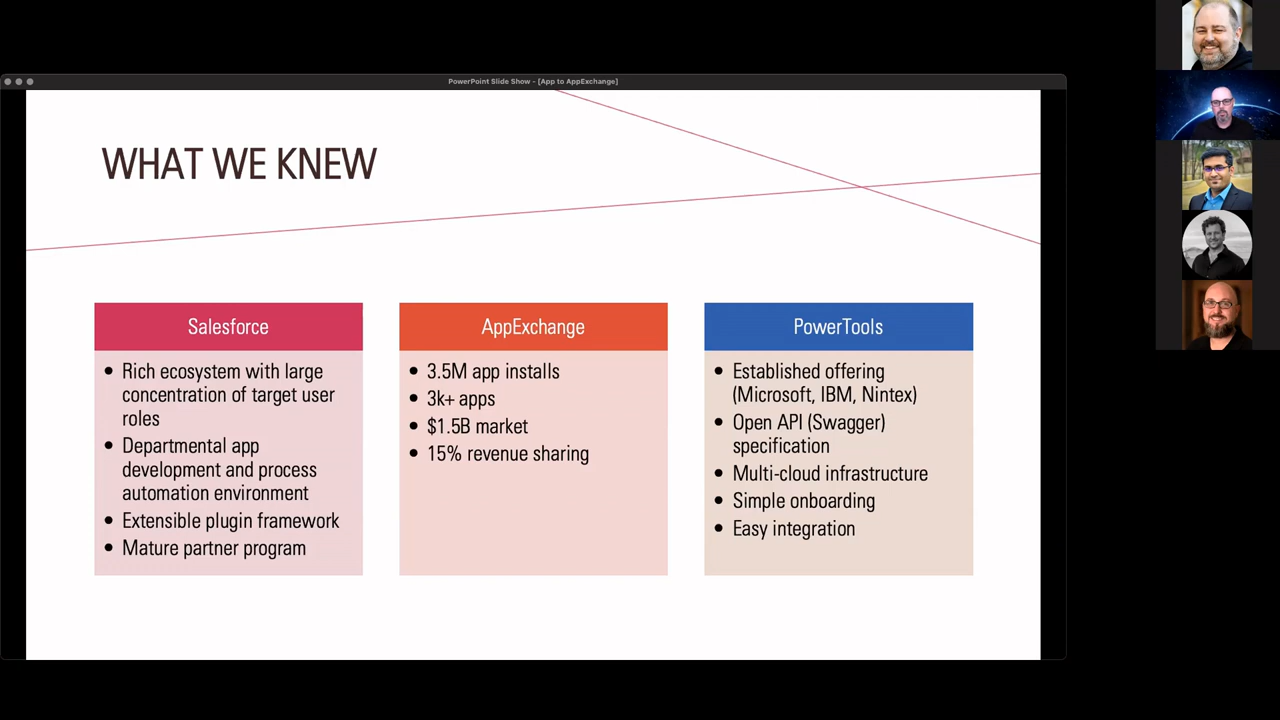 PowerPoint Slide Show - [App to AppExchange]
WHAT WE KNEW
Salesforce
• Rich ecosystem with large
concentration of target user
roles
• Departmental app
development and process
automation environment
• Extensible plugin framework
• Mature partner program
AppExchange
• 3.5M app installs
• 3k+ apps
• $1.5B market
• 15% revenue sharing
PowerTools
• Established offering
(Microsoft, IBM, Nintex)
• Open API (Swagger)
specification
• Multi-cloud infrastructure
• Simple onboarding
• Easy integration